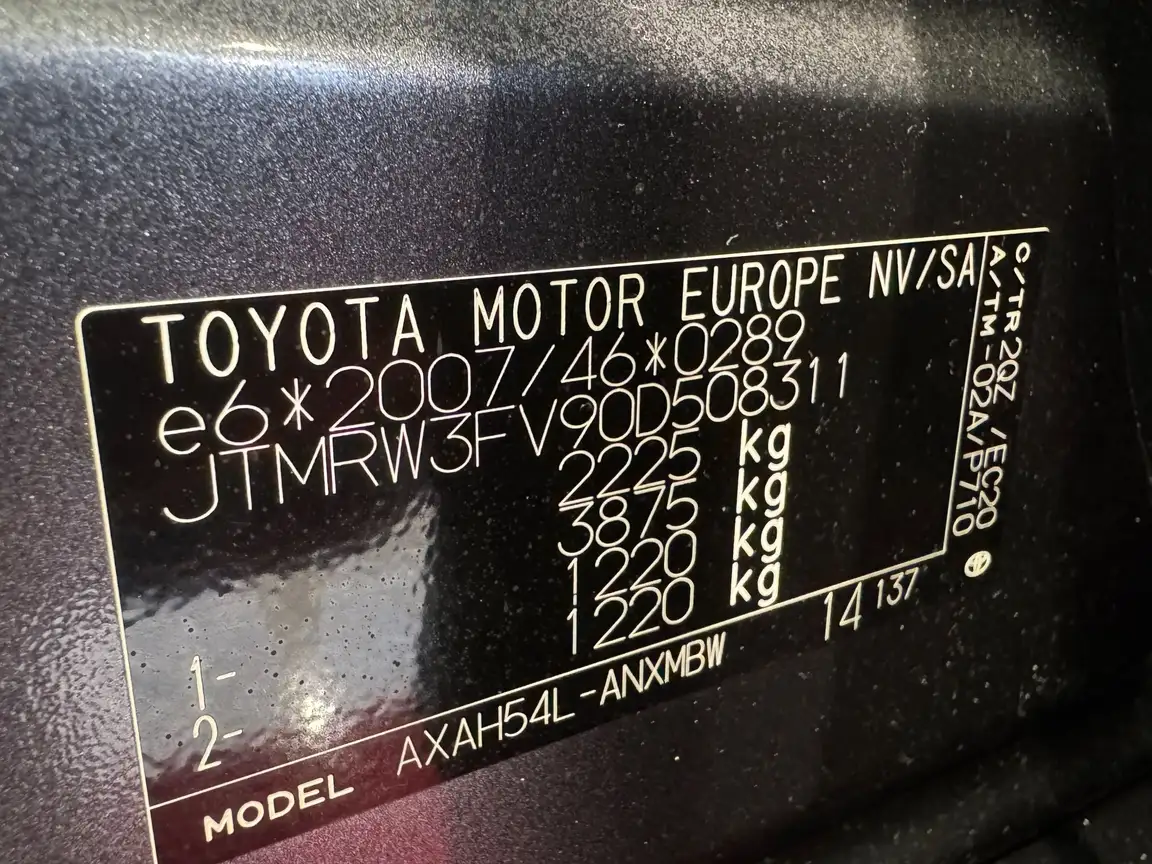 TOYOTA MOTOR EUROPE NV/SA
e6*2007/46*0289
JTMRW3FV90D508311
2225 kg
3875 kg
1- 1220 kg
2- 1220 kg
MODEL AXAH54L-ANXMBW
14 137
C/TR 2QZ /EC20
A/TM -02A/P710